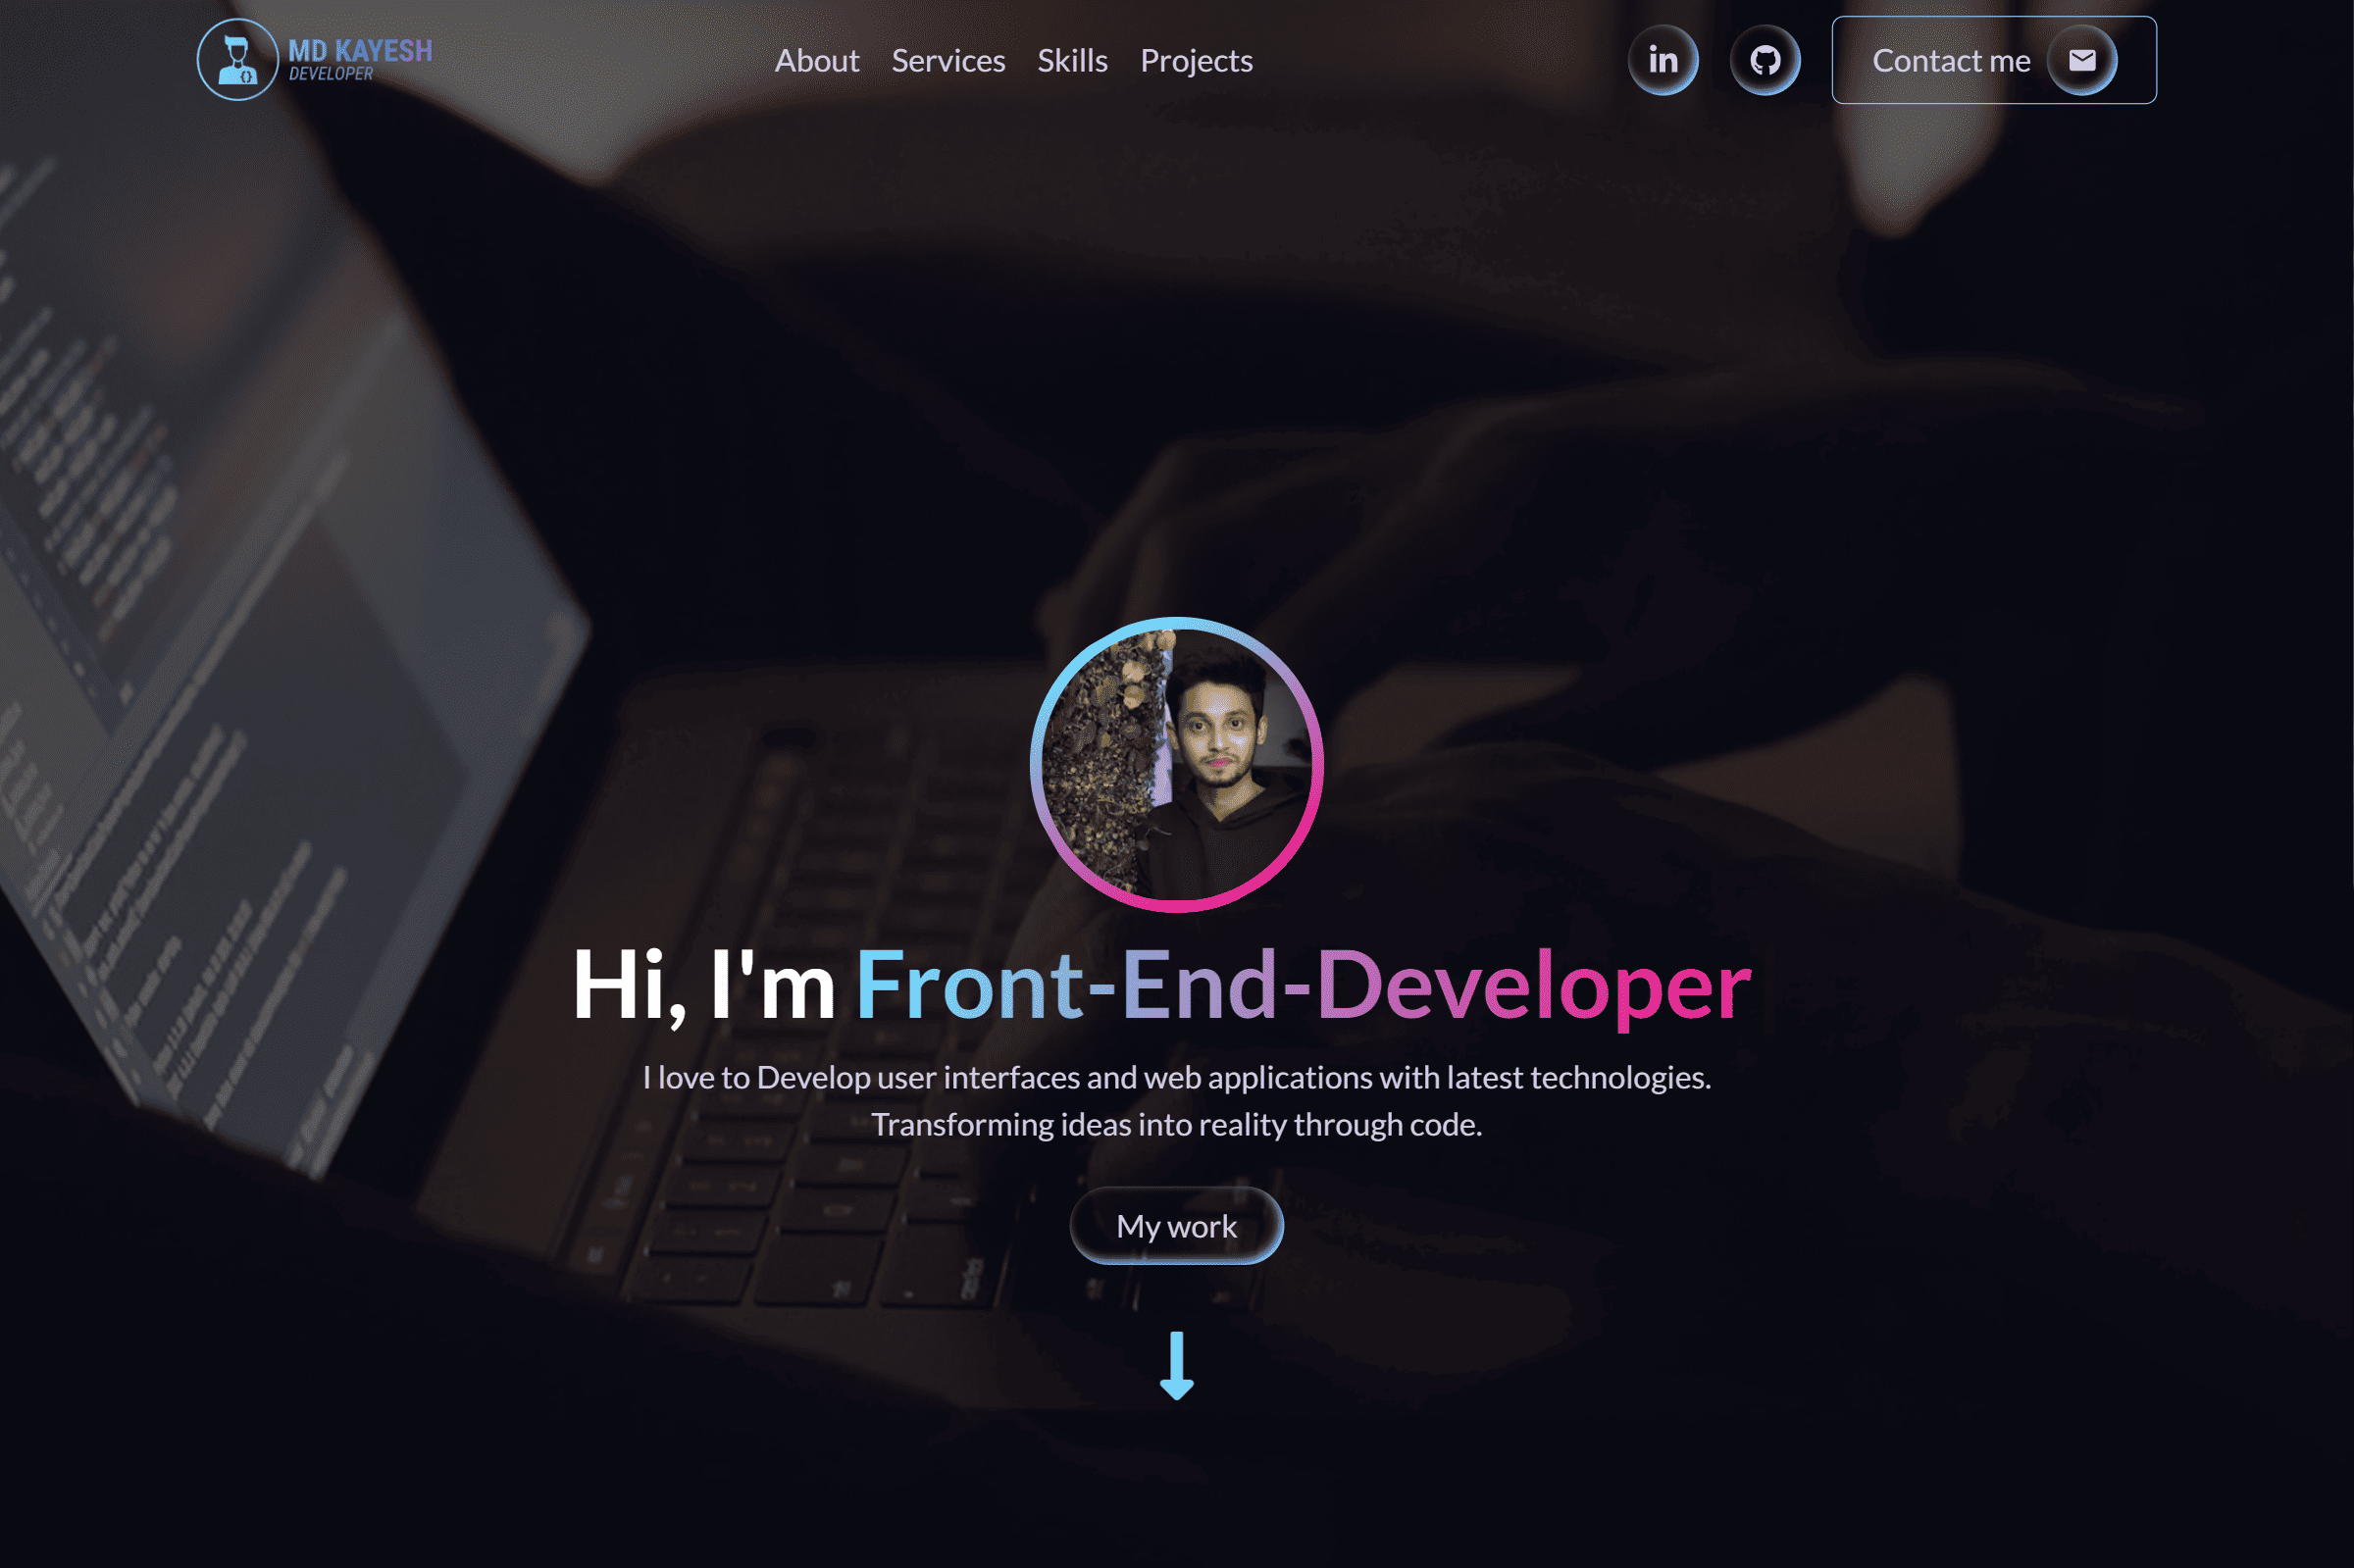 MD KAYESH
DEVELOPER
About Services Skills Projects
Contact me
Hi, I'm Front-End-Developer
I love to Develop user interfaces and web applications with latest technologies.
Transforming ideas into reality through code.
My work